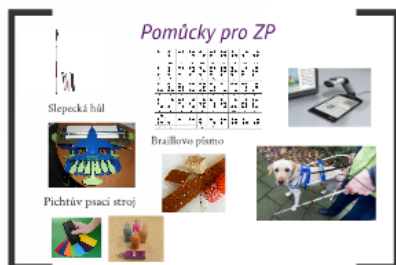 Pomůcky pro ZP
Slepecká hůl
Braillovo písmo
Pichtův psací stroj